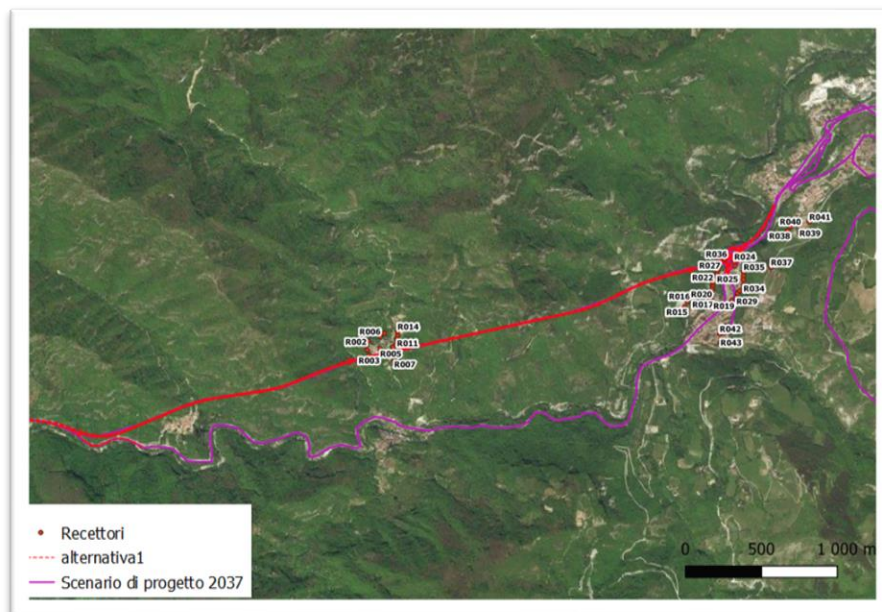 R041
R040
R038
R039
R036
R024
R027
R035
R037
R022
R025
R020
R034
R016
R017
R019
R029
R015
R042
R043
R006
R014
R002
R011
R005
R003
R007
Recettori
alternativa1
Scenario di progetto 2037
0 500 1 000 m